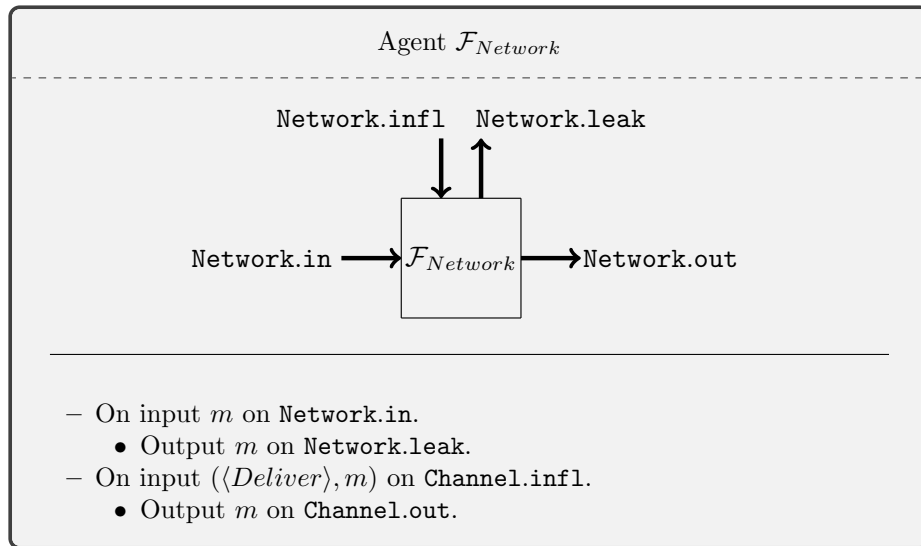 Agent $\mathcal{F}_{Network}$
Network.infl Network.leak
Network.in $\mathcal{F}_{Network}$ Network.out
– On input $m$ on Network.in.
• Output $m$ on Network.leak.
– On input $(\langle Deliver \rangle, m)$ on Channel.infl.
• Output $m$ on Channel.out.